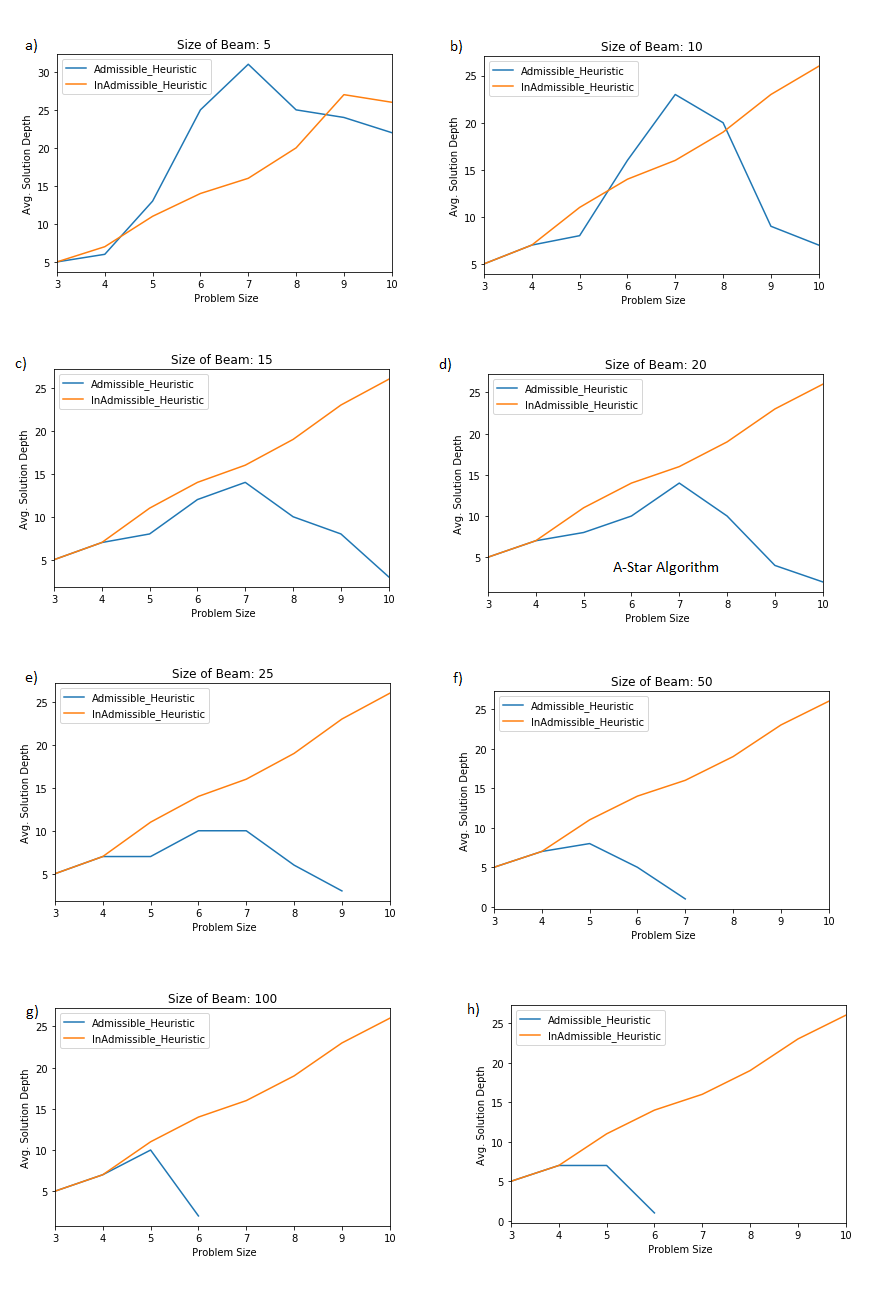 a)
Size of Beam: 5
Admissible_Heuristic
InAdmissible_Heuristic
Avg. Solution Depth
30
25
20
15
10
5
3 4 5 6 7 8 9 10
Problem Size
b)
Size of Beam: 10
Admissible_Heuristic
InAdmissible_Heuristic
Avg. Solution Depth
25
20
15
10
5
3 4 5 6 7 8 9 10
Problem Size
c)
Size of Beam: 15
Admissible_Heuristic
InAdmissible_Heuristic
Avg. Solution Depth
25
20
15
10
5
3 4 5 6 7 8 9 10
Problem Size
d)
Size of Beam: 20
Admissible_Heuristic
InAdmissible_Heuristic
Avg. Solution Depth
25
20
15
10
5
A-Star Algorithm
3 4 5 6 7 8 9 10
Problem Size
e)
Size of Beam: 25
Admissible_Heuristic
InAdmissible_Heuristic
Avg. Solution Depth
25
20
15
10
5
3 4 5 6 7 8 9 10
Problem Size
f)
Size of Beam: 50
Admissible_Heuristic
InAdmissible_Heuristic
Avg. Solution Depth
25
20
15
10
5
0
3 4 5 6 7 8 9 10
Problem Size
g)
Size of Beam: 100
Admissible_Heuristic
InAdmissible_Heuristic
Avg. Solution Depth
25
20
15
10
5
3 4 5 6 7 8 9 10
Problem Size
h)
Admissible_Heuristic
InAdmissible_Heuristic
Avg. Solution Depth
25
20
15
10
5
0
3 4 5 6 7 8 9 10
Problem Size